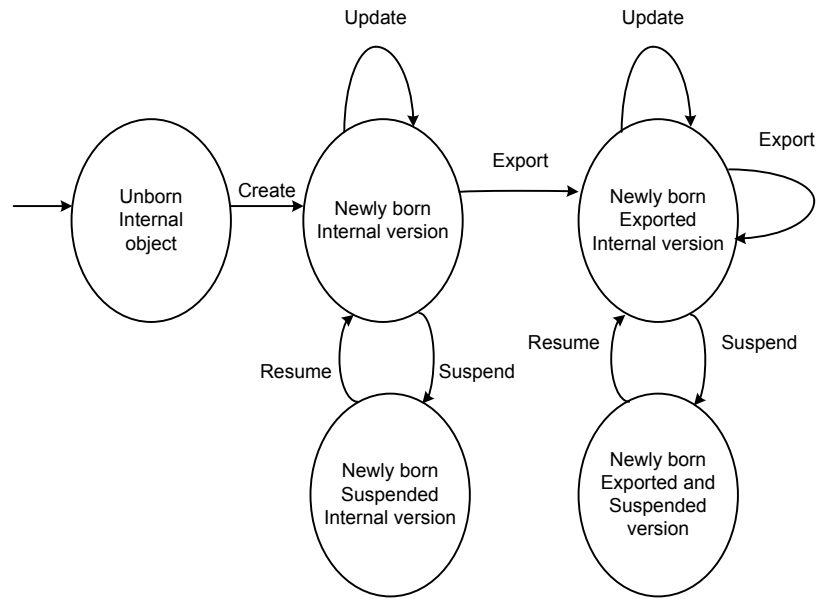 Update
Update
Export
Export
Create
Unborn
Internal
object
Newly born
Internal version
Newly born
Exported
Internal version
Resume
Suspend
Resume
Suspend
Newly born
Suspended
Internal version
Newly born
Exported and
Suspended
version